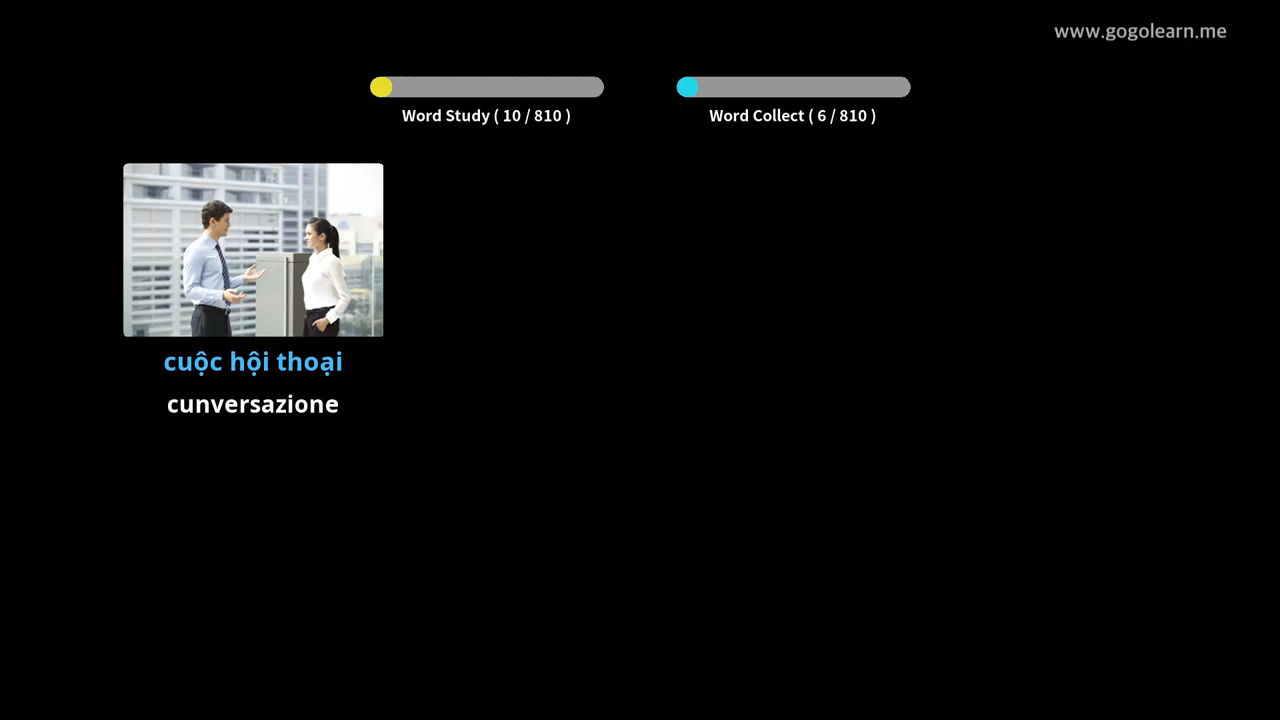 www.gogolearn.me
Word Study ( 10 / 810 )
Word Collect ( 6 / 810 )
cuộc hội thoại
cunversazione